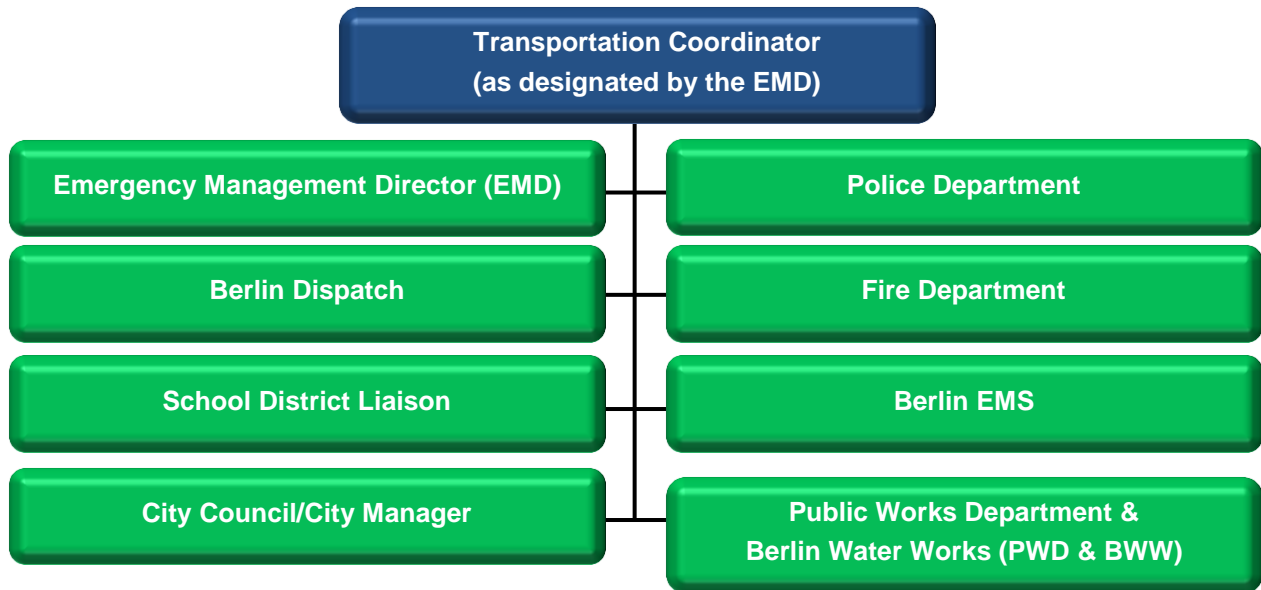 Transportation Coordinator
(as designated by the EMD)
Emergency Management Director (EMD)
Police Department
Berlin Dispatch
Fire Department
School District Liaison
Berlin EMS
City Council/City Manager
Public Works Department &
Berlin Water Works (PWD & BWW)